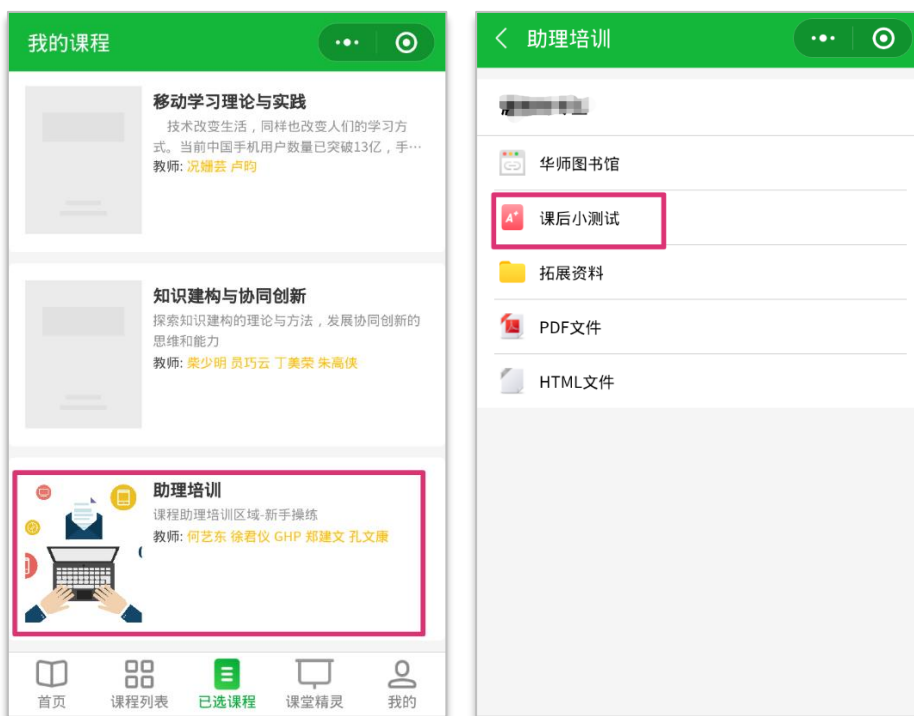 我的课程
移动学习理论与实践
技术改变生活，同样也改变人们的学习方
式。当前中国手机用户数量已突破13亿，手…
教师: 况姗芸 卢昀
知识建构与协同创新
探索知识建构的理论与方法，发展协同创新的
思维和能力
教师: 柴少明 员巧云 丁美荣 朱高侠
助理培训
课程助理培训区域-新手操练
教师: 何艺东 徐君仪 GHP 郑建文 孔文康
首页
课程列表
已选课程
课堂精灵
我的
助理培训
华师图书馆
A+
课后小测试
拓展资料
PDF文件
HTML文件